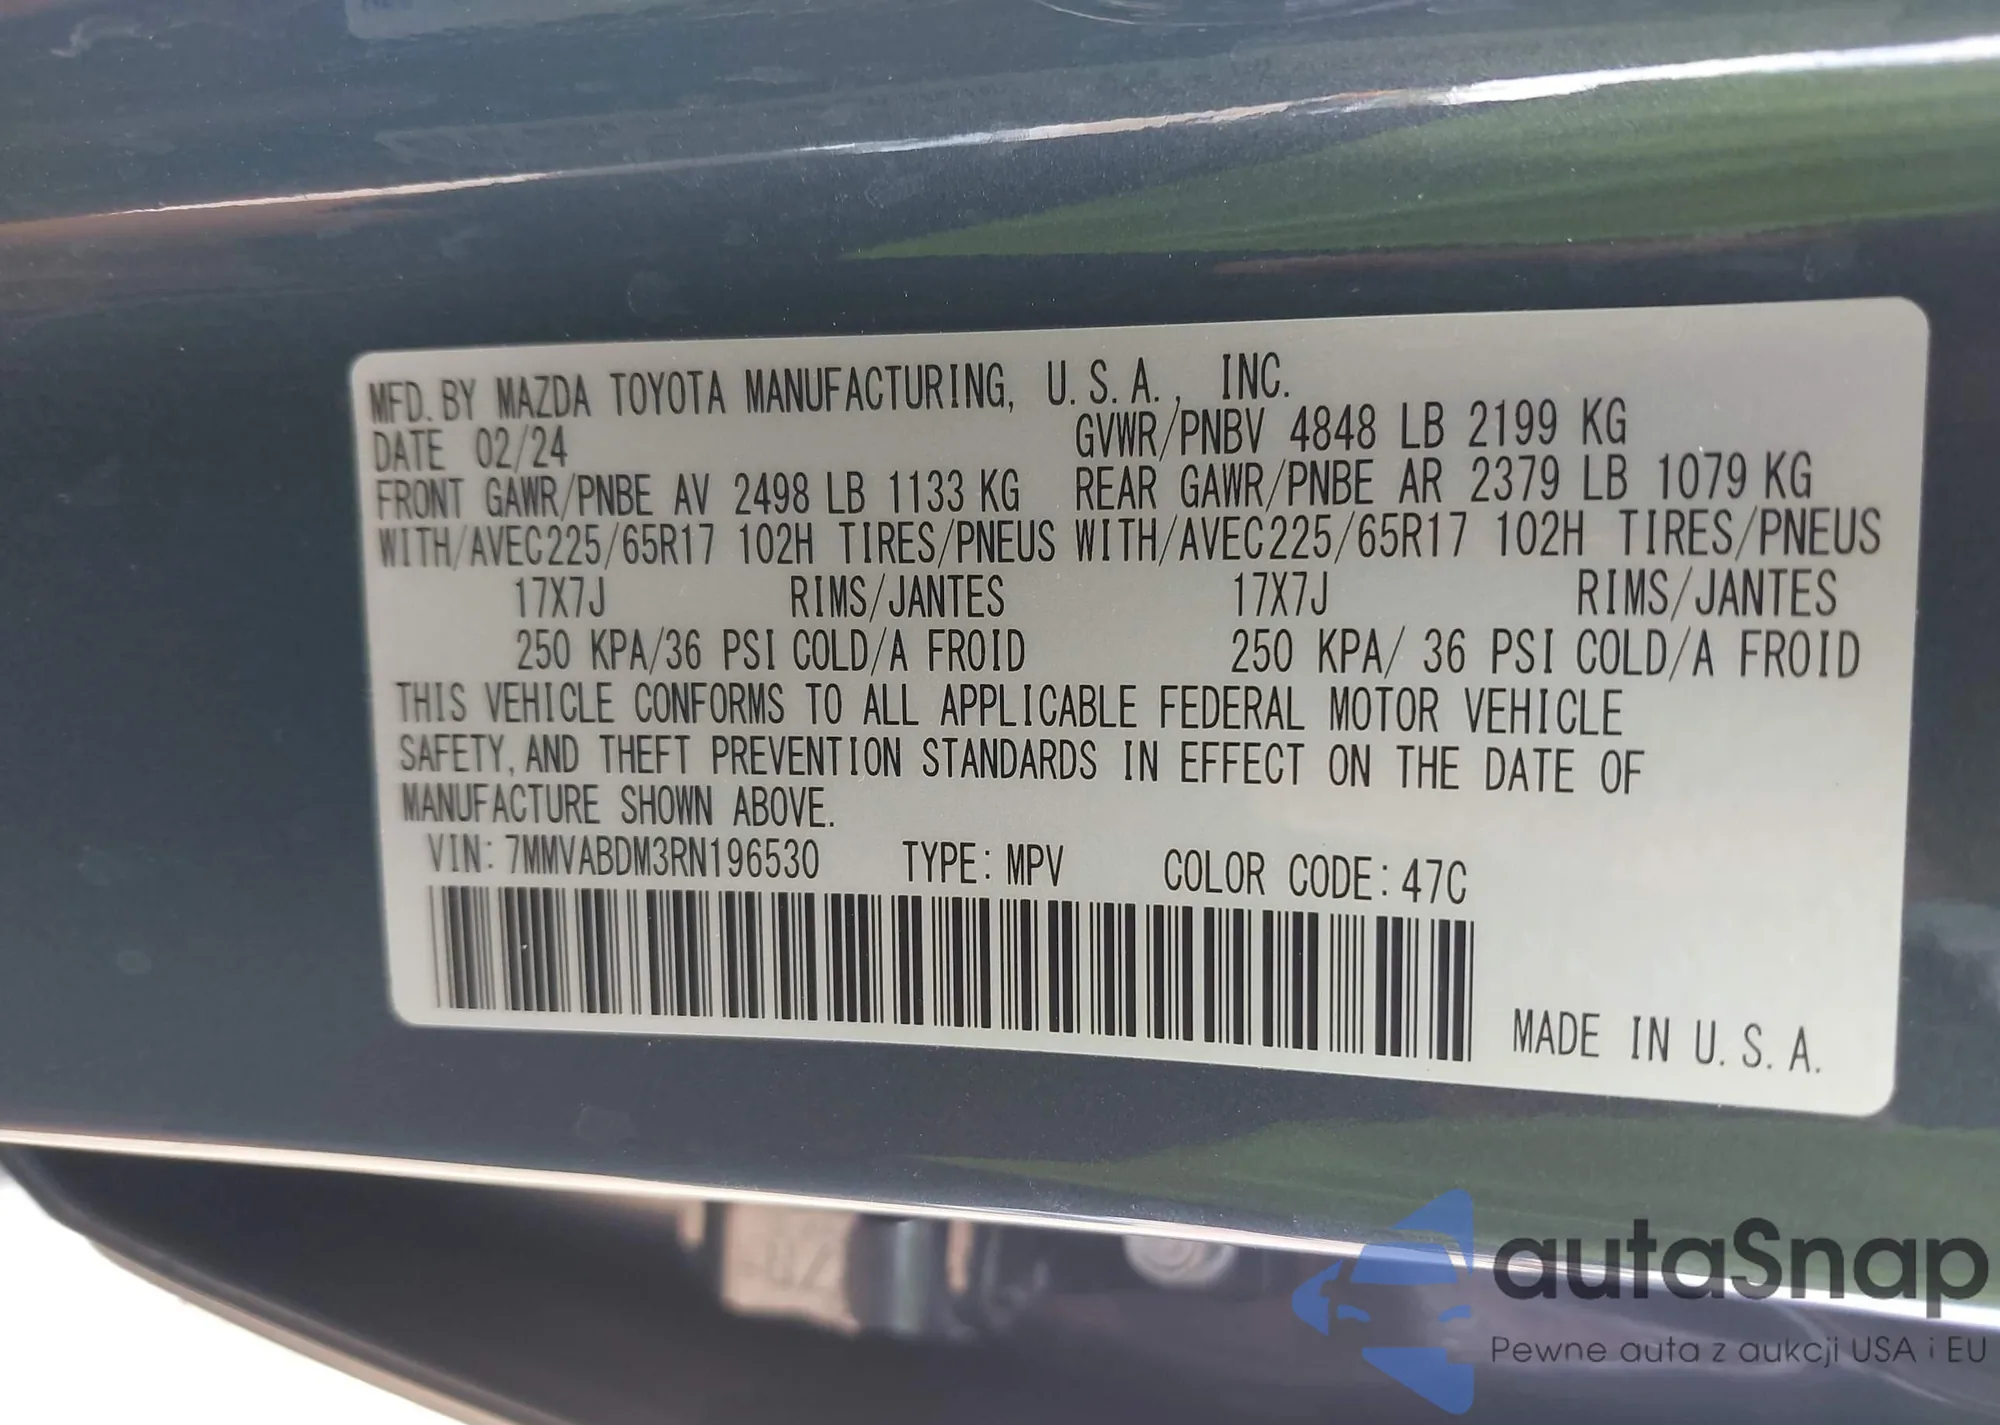 MFD. BY MAZDA TOYOTA MANUFACTURING, U.S.A., INC.
DATE 02/24 GVWR/PNBV 4848 LB 2199 KG
FRONT GAWR/PNBE AV 2498 LB 1133 KG REAR GAWR/PNBE AR 2379 LB 1079 KG
WITH/AVEC225/65R17 102H TIRES/PNEUS WITH/AVEC225/65R17 102H TIRES/PNEUS
17X7J RIMS/JANTES 17X7J RIMS/JANTES
250 KPA/36 PSI COLD/A FROID 250 KPA/ 36 PSI COLD/A FROID
THIS VEHICLE CONFORMS TO ALL APPLICABLE FEDERAL MOTOR VEHICLE
SAFETY, AND THEFT PREVENTION STANDARDS IN EFFECT ON THE DATE OF
MANUFACTURE SHOWN ABOVE.
VIN: 7MMVABDM3RN196530 TYPE: MPV COLOR CODE: 47C
MADE IN U.S.A.
autaSnap
Pewne auta z aukcji USA i EU